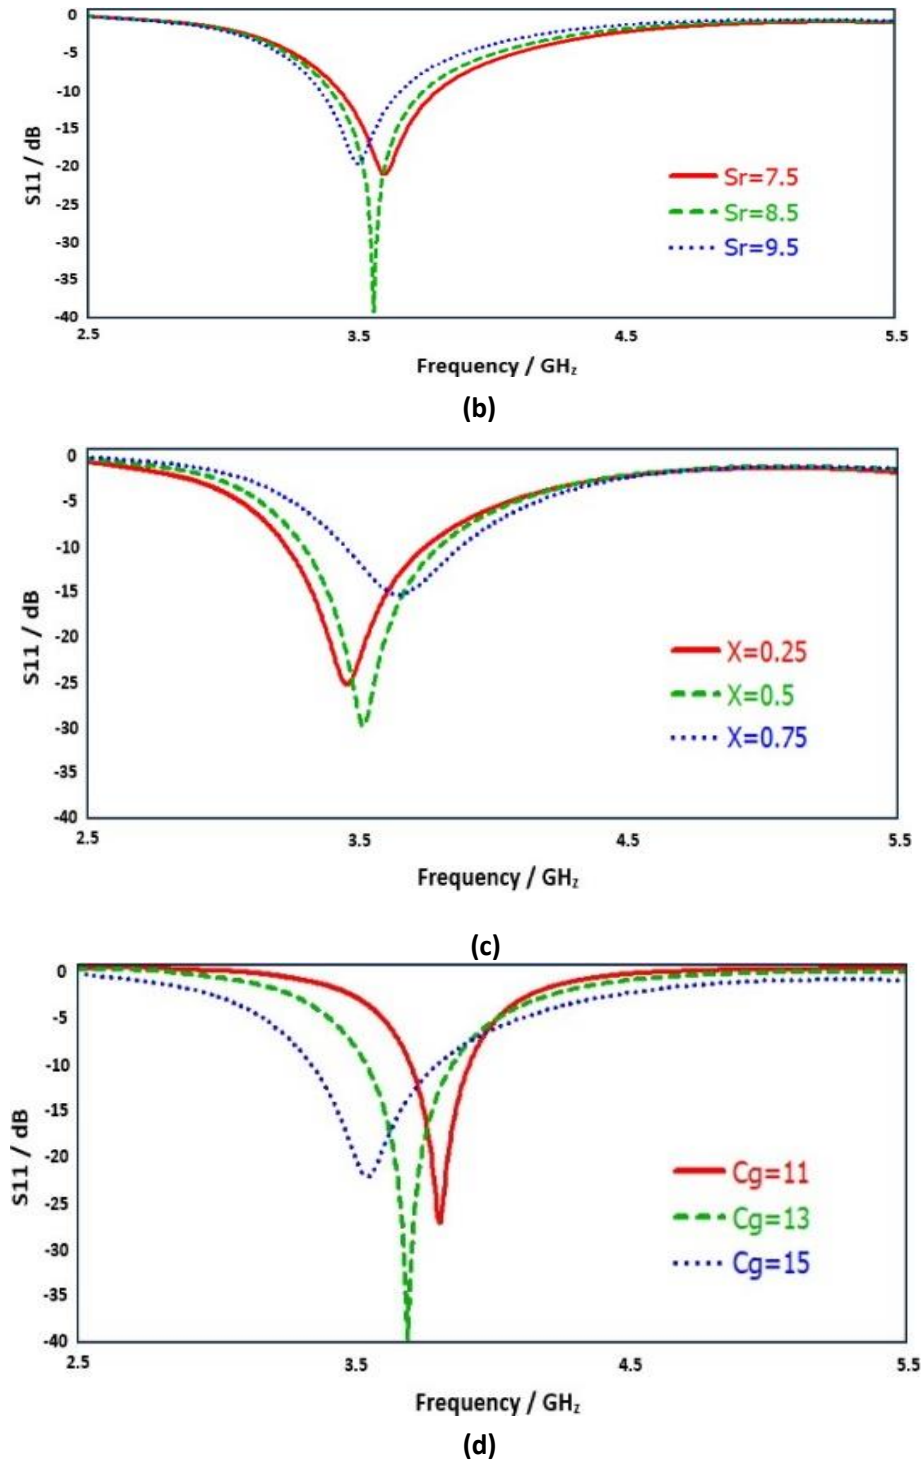 0
-5
-10
-15
-20
-25
-30
-35
-40
S11 / dB
Sr=7.5
Sr=8.5
Sr=9.5
2.5 3.5 4.5 5.5
Frequency / GHz
(b)
0
-5
-10
-15
-20
-25
-30
-35
-40
S11 / dB
X=0.25
X=0.5
X=0.75
2.5 3.5 4.5 5.5
Frequency / GHz
(c)
0
-5
-10
-15
-20
-25
-30
-35
-40
S11 / dB
Cg=11
Cg=13
Cg=15
2.5 3.5 4.5 5.5
Frequency / GHz
(d)